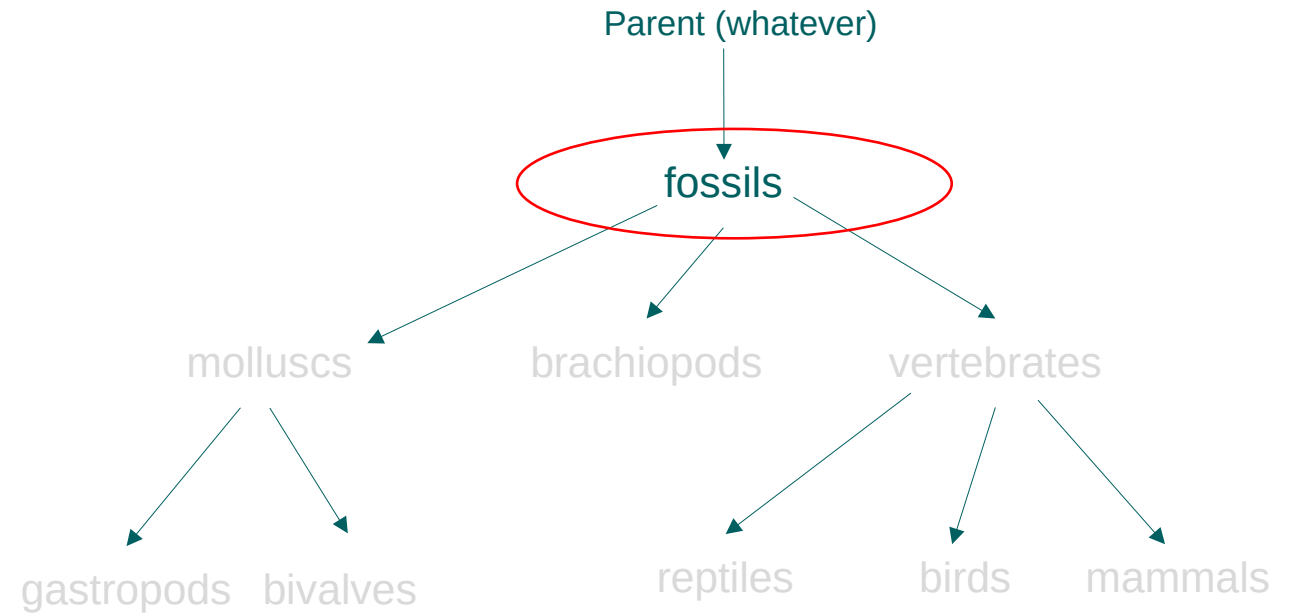 Parent (whatever)
fossils
molluscs brachiopods vertebrates
gastropods bivalves reptiles birds mammals